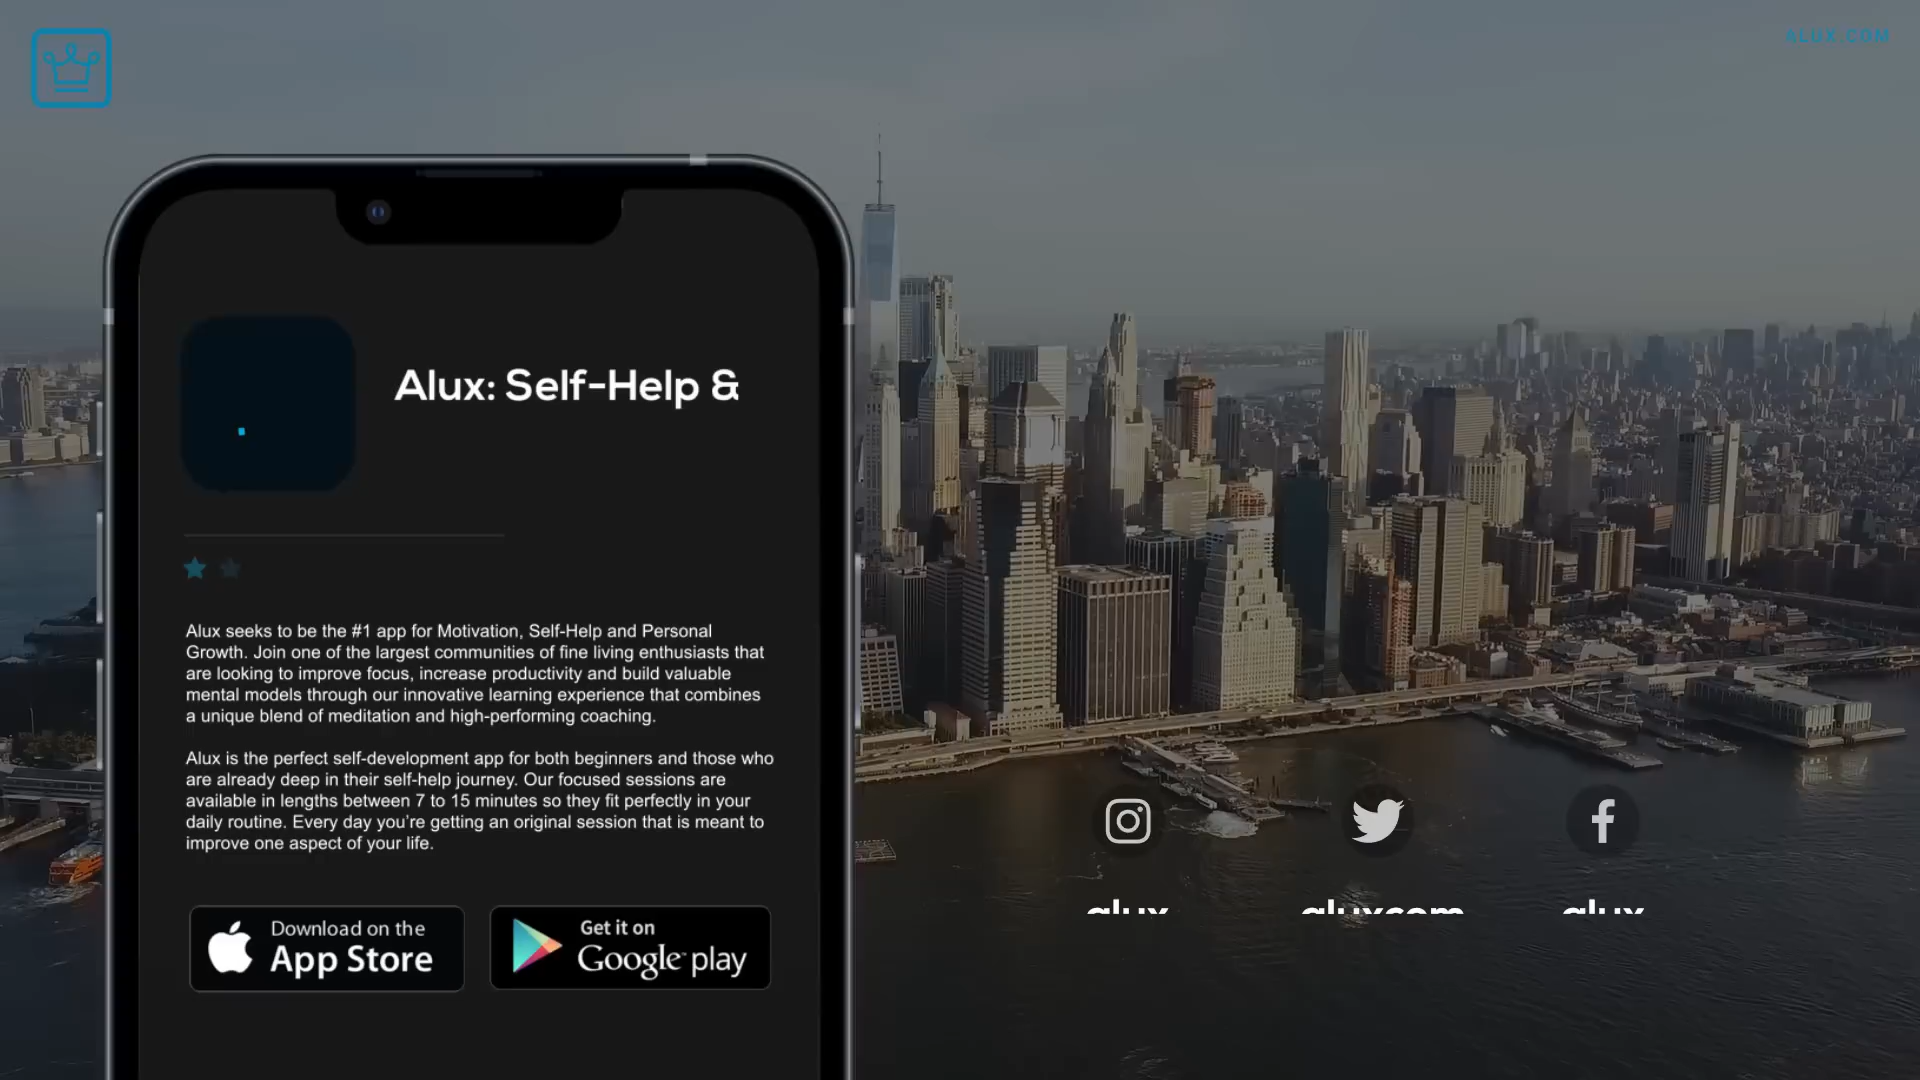 ALUX.COM
Alux: Self-Help &
Alux seeks to be the #1 app for Motivation, Self-Help and Personal
Growth. Join one of the largest communities of fine living enthusiasts that
are looking to improve focus, increase productivity and build valuable
mental models through our innovative learning experience that combines
a unique blend of meditation and high-performing coaching.
Alux is the perfect self-development app for both beginners and those who
are already deep in their self-help journey. Our focused sessions are
available in lengths between 7 to 15 minutes so they fit perfectly in your
daily routine. Every day you're getting an original session that is meant to
improve one aspect of your life.
Download on the
App Store
Get it on
Google play
alux
aluxcom
alux